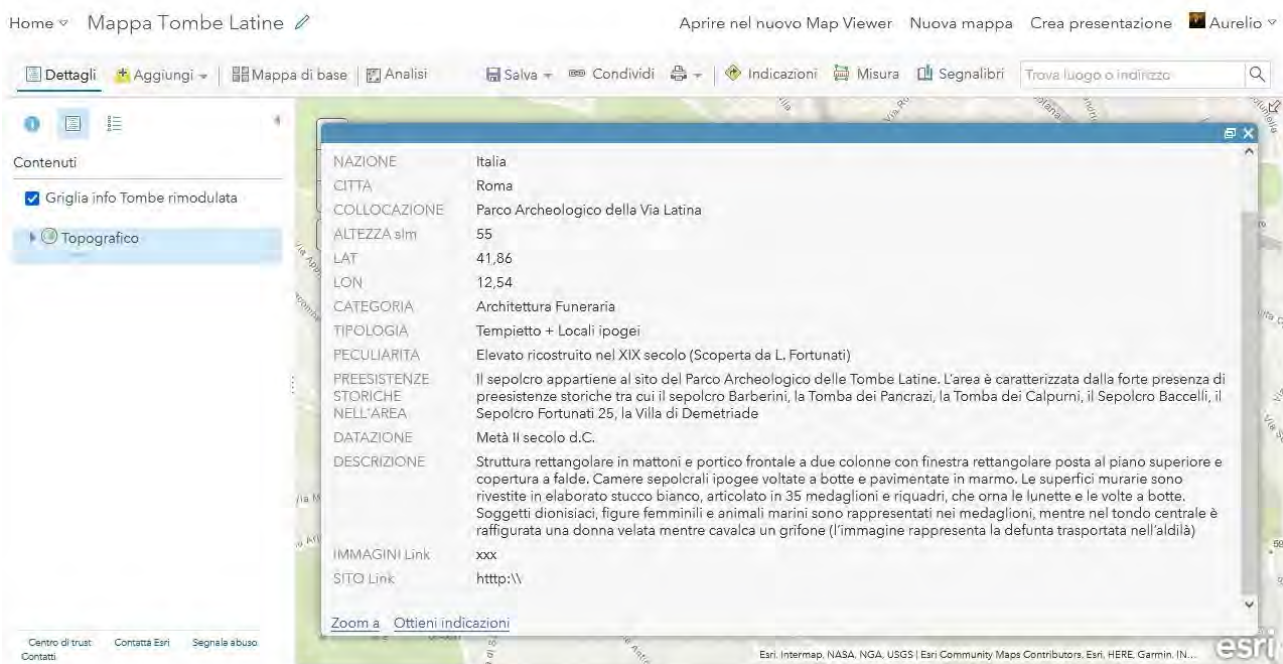 Home Mappa Tombe Latine Aprire nel nuovo Map Viewer Nuova mappa Crea presentazione Aurelio
Dettagli Aggiungi Mappa di base Analisi Salva Condividi Indicazioni Misura Segnalibri Trova luogo o indirizzo
Contenuti
Griglia info Tombe rimodulata
Topografico
NAZIONE Italia
CITTA Roma
COLLOCAZIONE Parco Archeologico della Via Latina
ALTEZZA slm 55
LAT 41,86
LON 12,54
CATEGORIA Architettura Funeraria
TIPOLOGIA Tempietto + Locali ipogei
PECULIARITA Elevato ricostruito nel XIX secolo (Scoperta da L. Fortunati)
PREESISTENZE Il sepolcro appartiene al sito del Parco Archeologico delle Tombe Latine. L'area è caratterizzata dalla forte presenza di
STORICHE preesistenze storiche tra cui il sepolcro Barberini, la Tomba dei Pancrazi, la Tomba dei Calpurni, il Sepolcro Baccelli, il
NELL'AREA Sepolcro Fortunati 25, la Villa di Demetriade
DATAZIONE Metà II secolo d.C.
DESCRIZIONE Struttura rettangolare in mattoni e portico frontale a due colonne con finestra rettangolare posta al piano superiore e
copertura a falde. Camere sepolcrali ipogee voltate a botte e pavimentate in marmo. Le superfici murarie sono
rivestite in elaborato stucco bianco, articolato in 35 medaglioni e riquadri, che orna le lunette e le volte a botte.
Soggetti dionisiaci, figure femminili e animali marini sono rappresentati nei medaglioni, mentre nel tondo centrale è
raffigurata una donna velata mentre cavalca un grifone (l'immagine rappresenta la defunta trasportata nell'aldilà)
IMMAGINI Link xxx
SITO Link htttp:\\
Zoom a Ottieni indicazioni
Centro di trust Contatta Esri Segnala abuso
Contatti
Esri, Intermap, NASA, NGA, USGS | Esri Community Maps Contributors, Esri, HERE, Garmin, IN...
esri